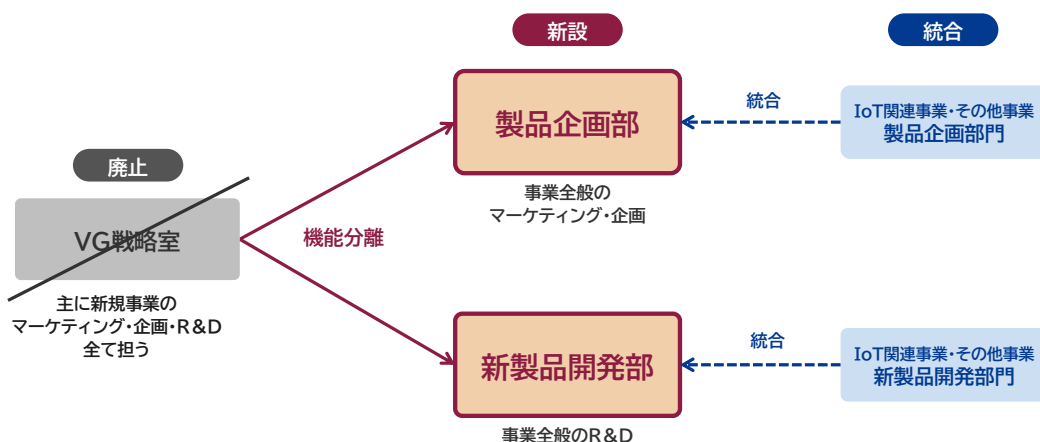 新設
統合
製品企画部
統合
IoT関連事業・その他事業
製品企画部門
廃止
事業全般の
マーケティング・企画
VG戦略室
機能分離
主に新規事業の
マーケティング・企画・R&D
全て担う
新製品開発部
統合
IoT関連事業・その他事業
新製品開発部門
事業全般のR&D